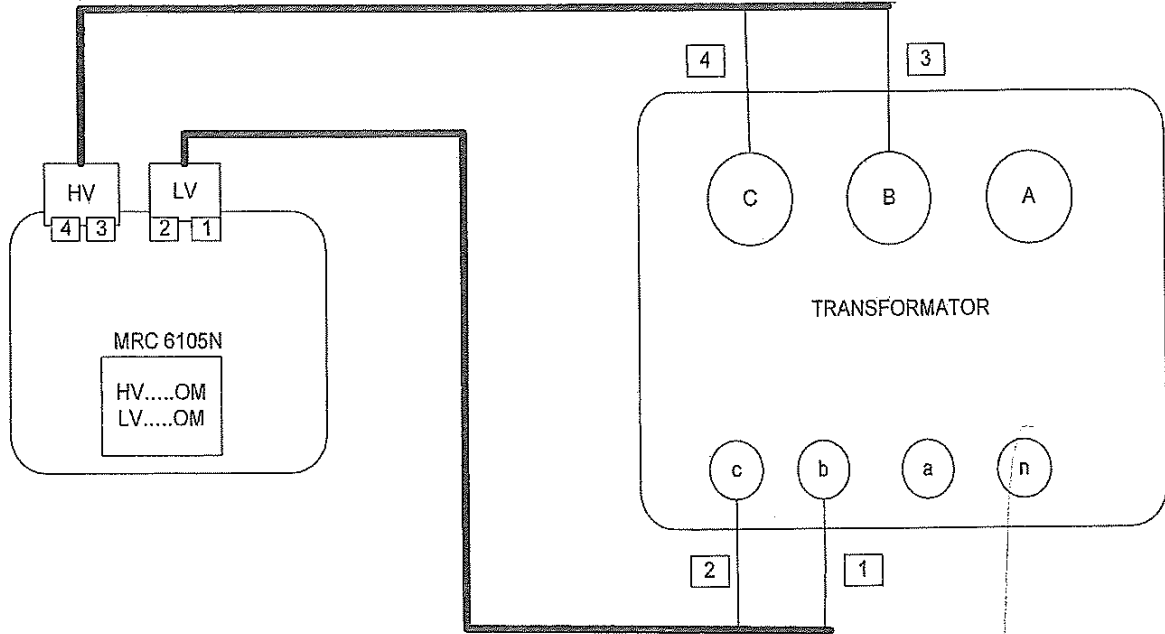 4
3
HV
LV
4 3
2 1
C
B
A
TRANSFORMATOR
MRC 6105N
HV.....OM
LV.....OM
c
b
a
n
2
1